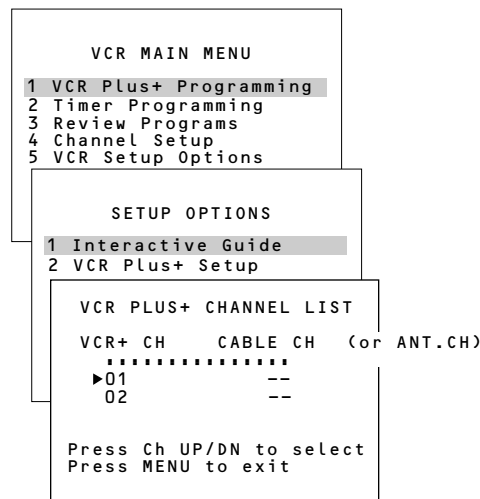 VCR MAIN MENU
1 VCR Plus+ Programming
2 Timer Programming
3 Review Programs
4 Channel Setup
5 VCR Setup Options
SETUP OPTIONS
1 Interactive Guide
2 VCR Plus+ Setup
VCR PLUS+ CHANNEL LIST
VCR+ CH CABLE CH (or ANT.CH)
▶01 --
02 --
Press Ch UP/DN to select
Press MENU to exit